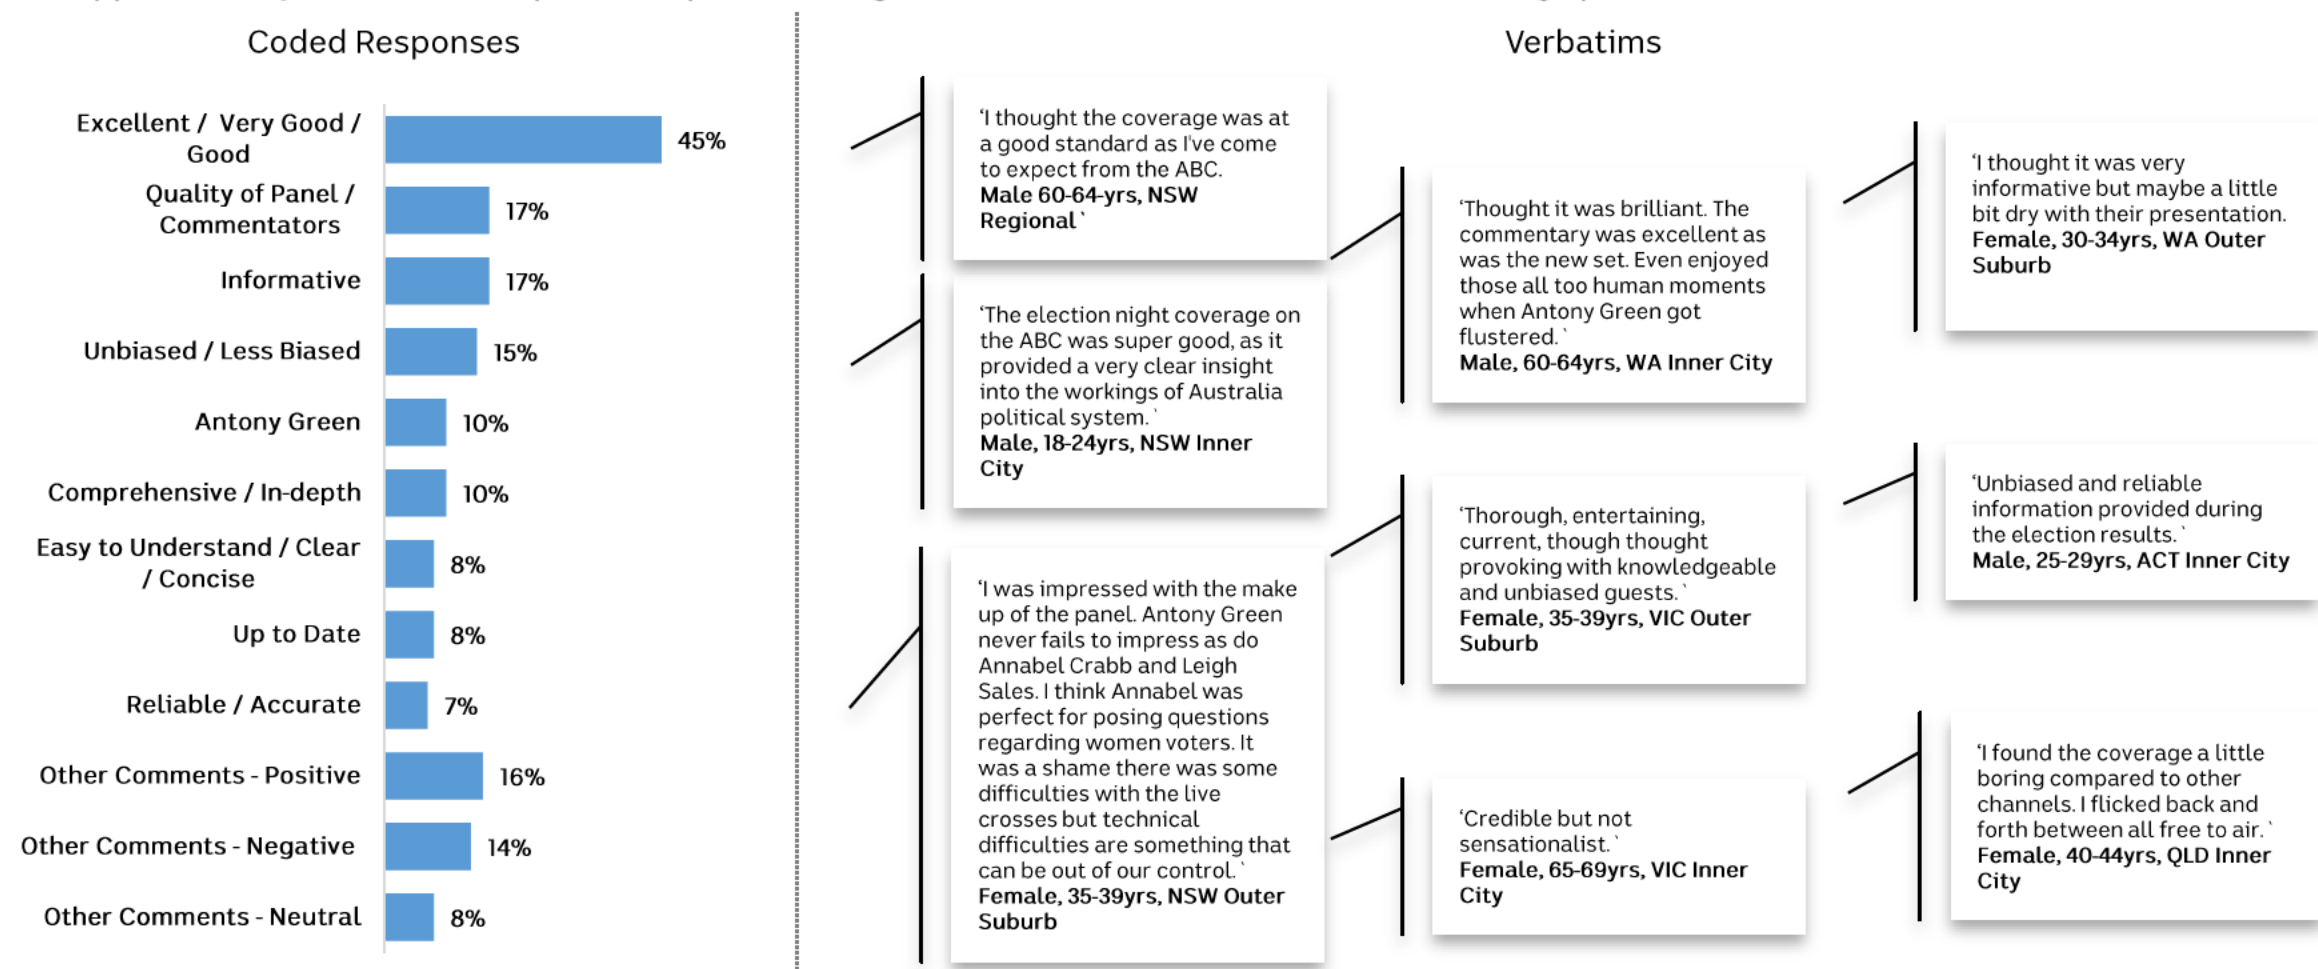 Coded Responses
Excellent / Very Good /
Good
45%
Quality of Panel /
Commentators
17%
Informative
17%
Unbiased / Less Biased
15%
Antony Green
10%
Comprehensive / In-depth
10%
Easy to Understand / Clear
/ Concise
8%
Up to Date
8%
Reliable / Accurate
7%
Other Comments - Positive
16%
Other Comments - Negative
14%
Other Comments - Neutral
8%
Verbatims
‘I thought the coverage was at
a good standard as I've come
to expect from the ABC.
Male 60-64-yrs, NSW
Regional`
‘The election night coverage on
the ABC was super good, as it
provided a very clear insight
into the workings of Australia
political system.`
Male, 18-24yrs, NSW Inner
City
‘I was impressed with the make
up of the panel. Antony Green
never fails to impress as do
Annabel Crabb and Leigh
Sales. I think Annabel was
perfect for posing questions
regarding women voters. It
was a shame there was some
difficulties with the live
crosses but technical
difficulties are something that
can be out of our control.`
Female, 35-39yrs, NSW Outer
Suburb
‘Thought it was brilliant. The
commentary was excellent as
was the new set. Even enjoyed
those all too human moments
when Antony Green got
flustered.`
Male, 60-64yrs, WA Inner City
‘Thorough, entertaining,
current, though thought
provoking with knowledgeable
and unbiased guests.`
Female, 35-39yrs, VIC Outer
Suburb
‘Credible but not
sensationalist.`
Female, 65-69yrs, VIC Inner
City
‘I thought it was very
informative but maybe a little
bit dry with their presentation.
Female, 30-34yrs, WA Outer
Suburb
‘Unbiased and reliable
information provided during
the election results.`
Male, 25-29yrs, ACT Inner City
‘I found the coverage a little
boring compared to other
channels. I flicked back and
forth between all free to air.`
Female, 40-44yrs, QLD Inner
City